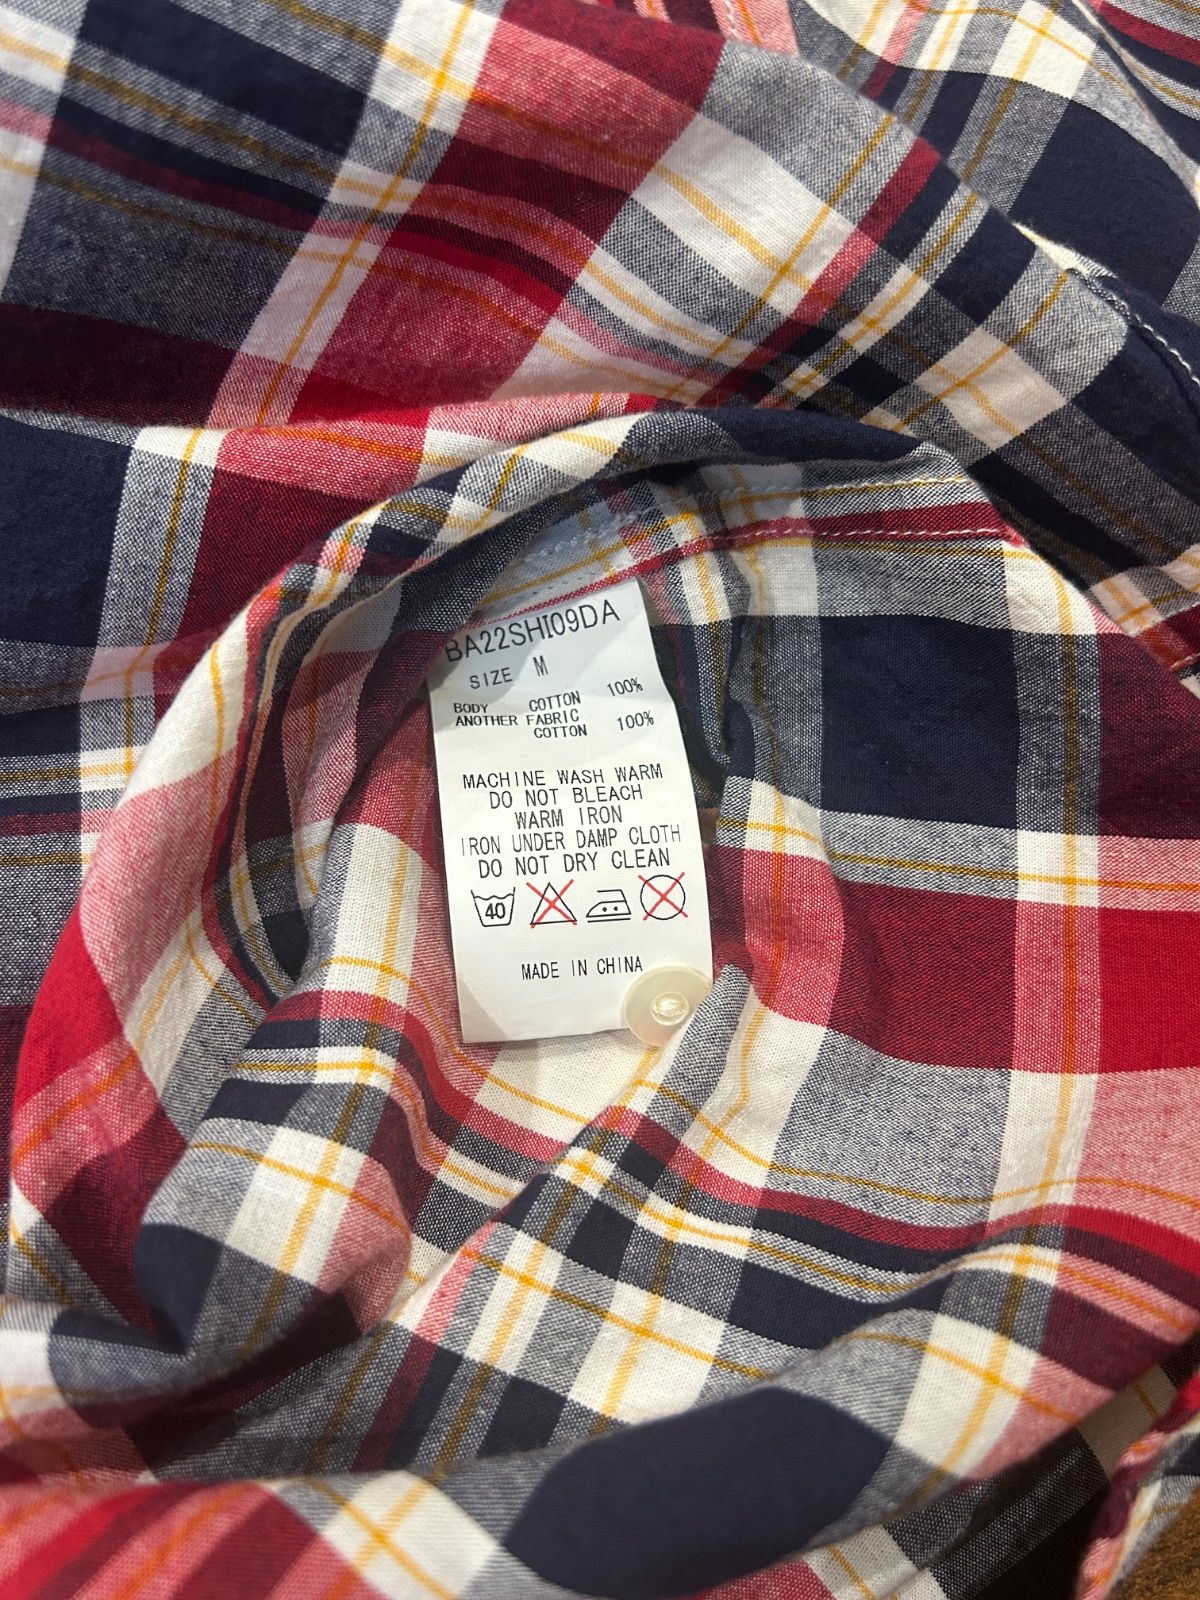 BA22SHI09DA
SIZE M
BODY COTTON 100%
ANOTHER FABRIC
COTTON 100%
MACHINE WASH WARM
DO NOT BLEACH
WARM IRON
IRON UNDER DAMP CLOTH
DO NOT DRY CLEAN
40
MADE IN CHINA